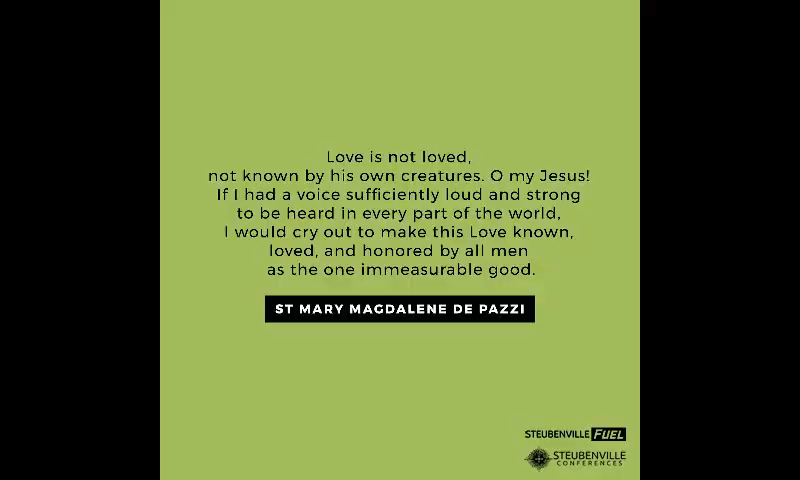 Love is not loved,
not known by his own creatures. O my Jesus!
If I had a voice sufficiently loud and strong
to be heard in every part of the world,
I would cry out to make this Love known,
loved, and honored by all men
as the one immeasurable good.
ST MARY MAGDALENE DE PAZZI
STEUBENVILLE FUEL
STEUBENVILLE
CONFERENCES